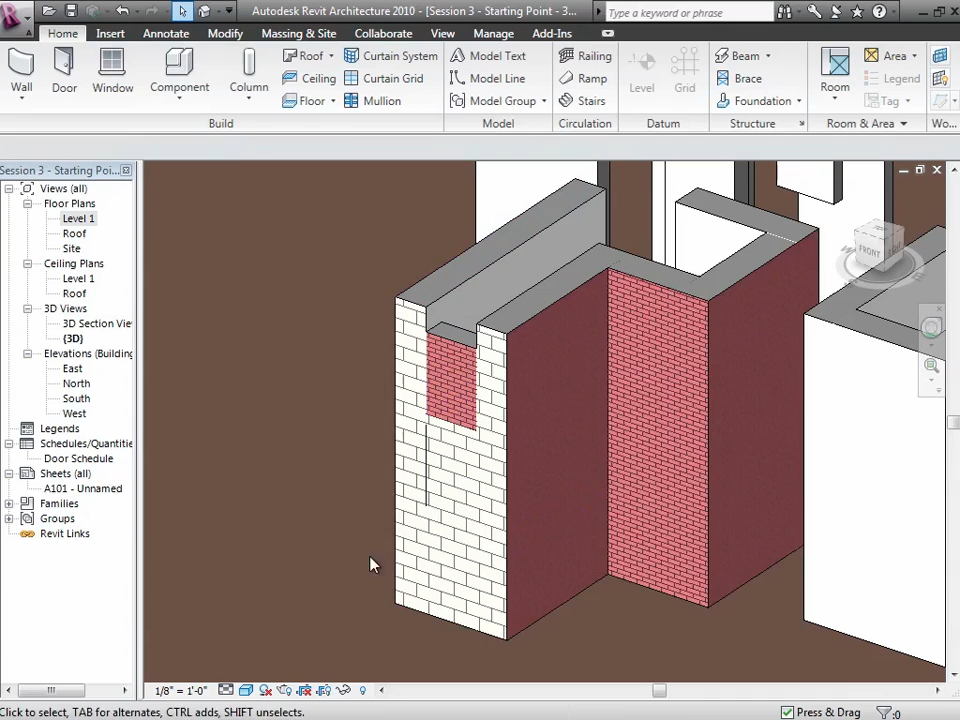 Autodesk Revit Architecture 2010 - [Session 3 - Starting Point - 3...
Type a keyword or phrase
Home Insert Annotate Modify Massing & Site Collaborate View Manage Add-Ins
Wall Door Window Component Column
Roof Curtain System
Ceiling Curtain Grid
Floor Mullion
Build
Model Text
Model Line
Model Group
Model
Railing
Ramp
Stairs
Circulation
Level Grid
Datum
Beam
Brace
Foundation
Structure
Room
Area
Legend
Tag
Room & Area
Wo...
Session 3 - Starting Poi...
Views (all)
Floor Plans
Level 1
Roof
Site
Ceiling Plans
Level 1
Roof
3D Views
3D Section Vie
(3D)
Elevations (Building
East
North
South
West
Legends
Schedules/Quantitie
Door Schedule
Sheets (all)
A101 - Unnamed
Families
Groups
Revit Links
FRONT
1/8" = 1'-0"
Click to select, TAB for alternates, CTRL adds, SHIFT unselects.
Press & Drag
:0